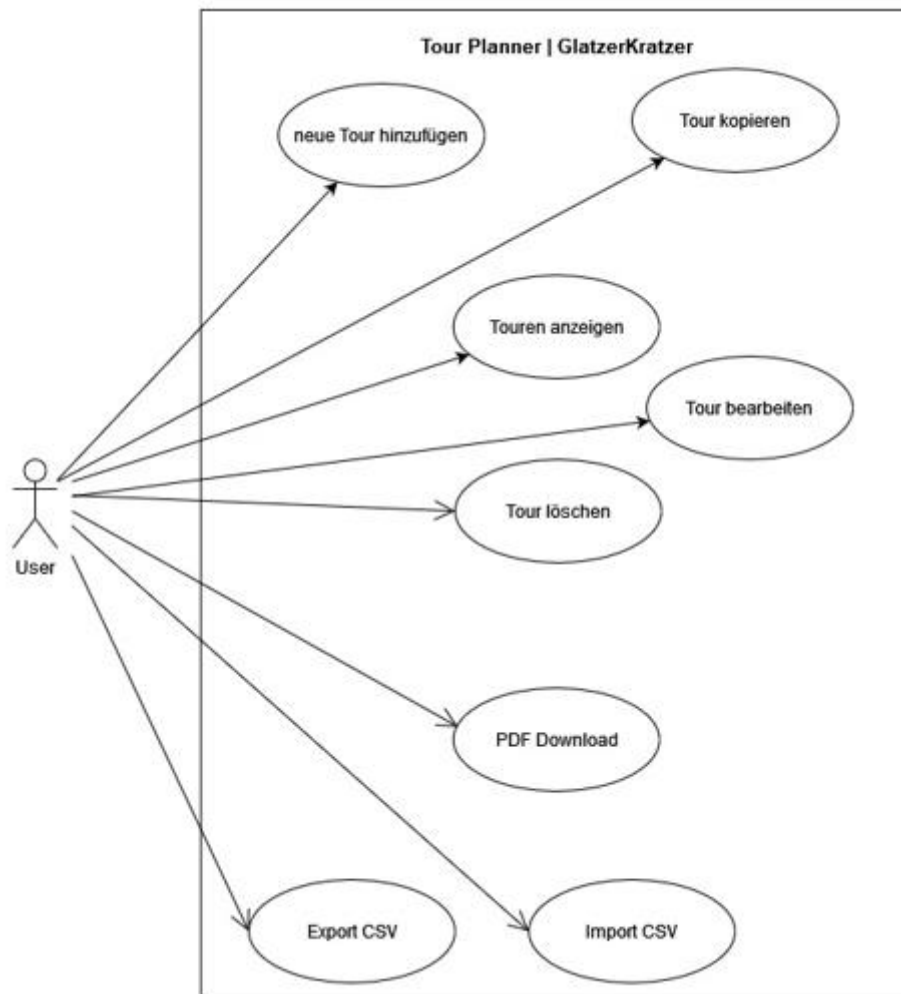 Tour Planner | GlatzerKratzer
neue Tour hinzufügen
Tour kopieren
Touren anzeigen
Tour bearbeiten
Tour löschen
User
PDF Download
Export CSV
Import CSV